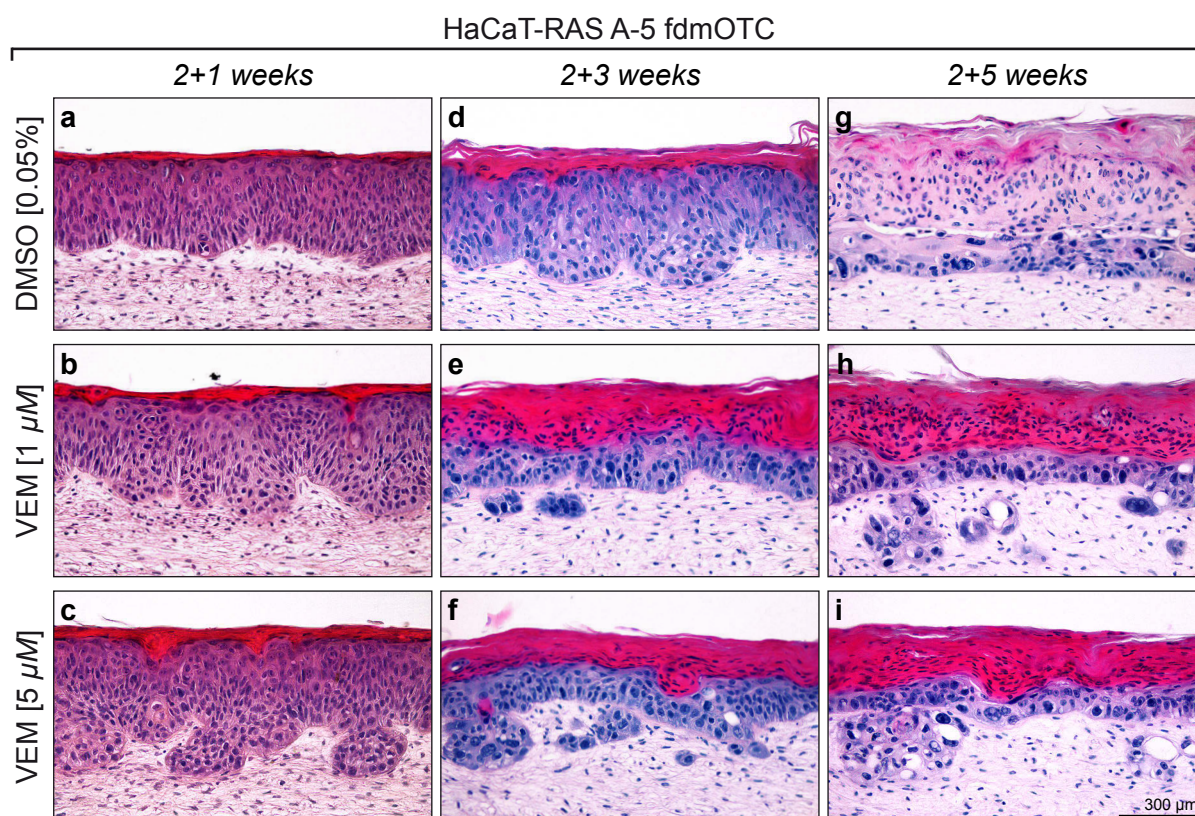 HaCaT-RAS A-5 fdmOTC
2+1 weeks
2+3 weeks
2+5 weeks
DMSO [0.05%]
a
d
g
VEM [1 µM]
b
e
h
VEM [5 µM]
c
f
i
300 µm